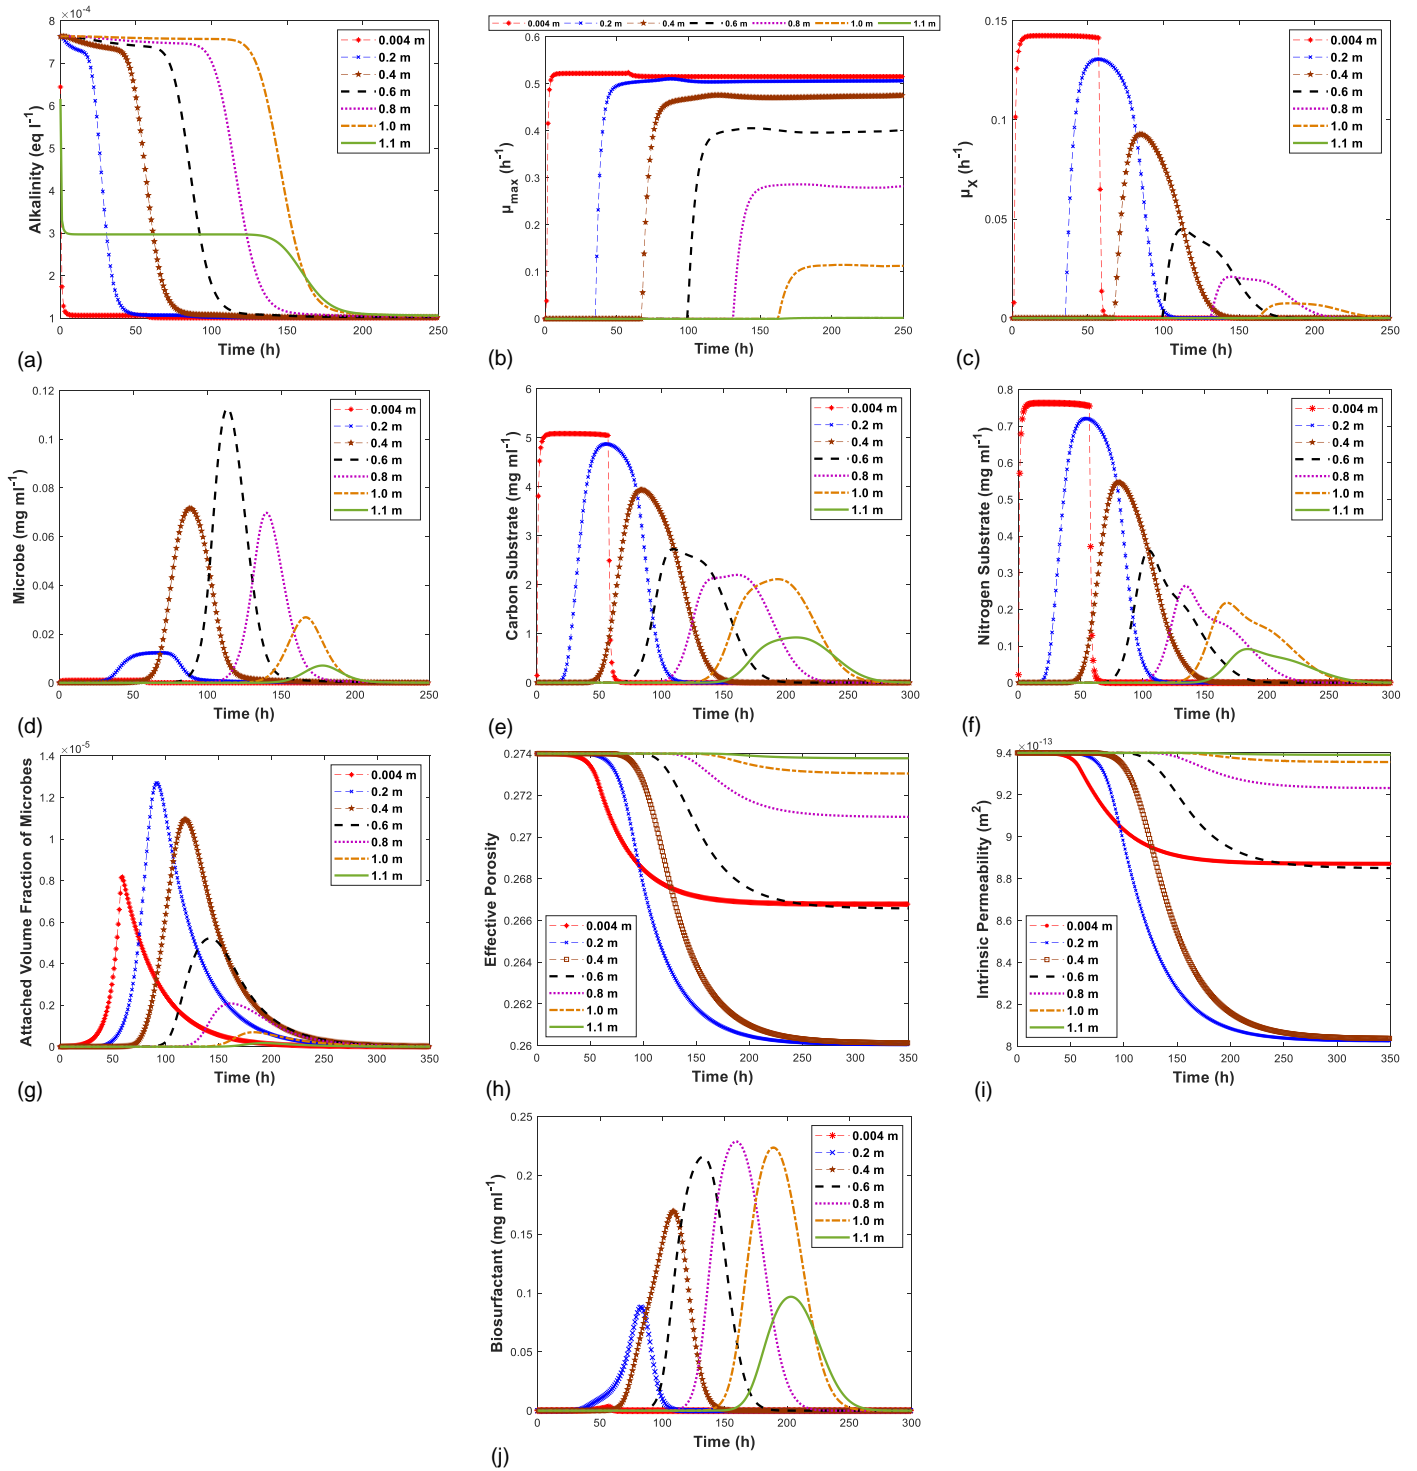 ×10⁻⁴
8
7
6
5
4
3
2
1
Alkalinity (eq l⁻¹)
0.004 m
0.2 m
0.4 m
0.6 m
0.8 m
1.0 m
1.1 m
0 50 100 150 200 250
Time (h)
(a)
0.004 m 0.2 m 0.4 m 0.6 m 0.8 m 1.0 m 1.1 m
0.6
0.5
0.4
0.3
0.2
0.1
0
μmax (h⁻¹)
0 50 100 150 200 250
Time (h)
(b)
0.15
0.1
0.05
0
μX (h⁻¹)
0.004 m
0.2 m
0.4 m
0.6 m
0.8 m
1.0 m
1.1 m
0 50 100 150 200 250
Time (h)
(c)
0.12
0.1
0.08
0.06
0.04
0.02
0
Microbe (mg ml⁻¹)
0.004 m
0.2 m
0.4 m
0.6 m
0.8 m
1.0 m
1.1 m
0 50 100 150 200 250
Time (h)
(d)
6
5
4
3
2
1
0
Carbon Substrate (mg ml⁻¹)
0.004 m
0.2 m
0.4 m
0.6 m
0.8 m
1.0 m
1.1 m
0 50 100 150 200 250 300
Time (h)
(e)
0.8
0.7
0.6
0.5
0.4
0.3
0.2
0.1
0
Nitrogen Substrate (mg ml⁻¹)
0.004 m
0.2 m
0.4 m
0.6 m
0.8 m
1.0 m
1.1 m
0 50 100 150 200 250 300
Time (h)
(f)
×10⁻⁵
1.4
1.2
1
0.8
0.6
0.4
0.2
0
Attached Volume Fraction of Microbes
0.004 m
0.2 m
0.4 m
0.6 m
0.8 m
1.0 m
1.1 m
0 50 100 150 200 250 300 350
Time (h)
(g)
0.274
0.272
0.27
0.268
0.266
0.264
0.262
0.26
Effective Porosity
0.004 m
0.2 m
0.4 m
0.6 m
0.8 m
1.0 m
1.1 m
0 50 100 150 200 250 300 350
Time (h)
(h)
×10⁻¹³
9.4
9.2
9
8.8
8.6
8.4
8.2
8
Intrinsic Permeability (m²)
0.004 m
0.2 m
0.4 m
0.6 m
0.8 m
1.0 m
1.1 m
0 50 100 150 200 250 300 350
Time (h)
(i)
0.25
0.2
0.15
0.1
0.05
0
Biosurfactant (mg ml⁻¹)
0.004 m
0.2 m
0.4 m
0.6 m
0.8 m
1.0 m
1.1 m
0 50 100 150 200 250 300
Time (h)
(j)